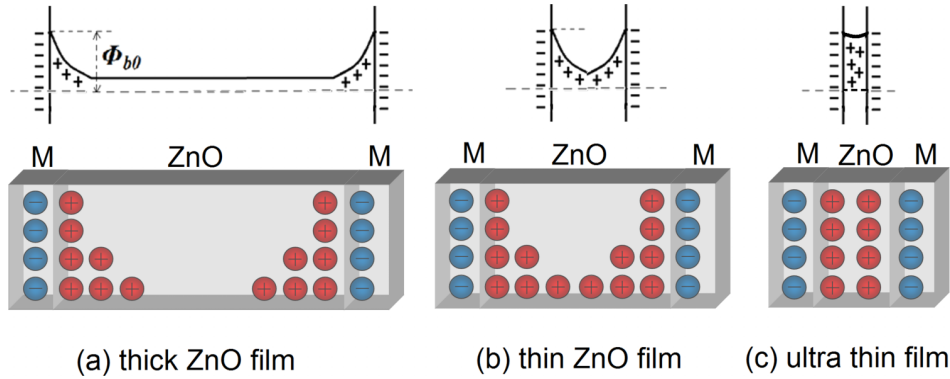 Φb0
M ZnO M
M ZnO M
M ZnO M
(a) thick ZnO film
(b) thin ZnO film
(c) ultra thin film